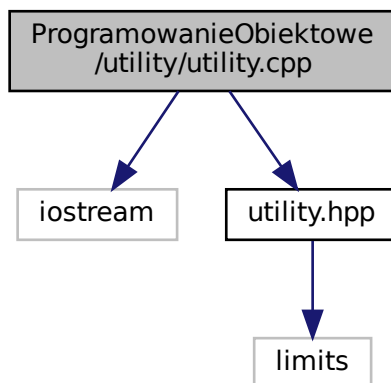 ProgramowanieObiektowe
/utility/utility.cpp
iostream
utility.hpp
limits